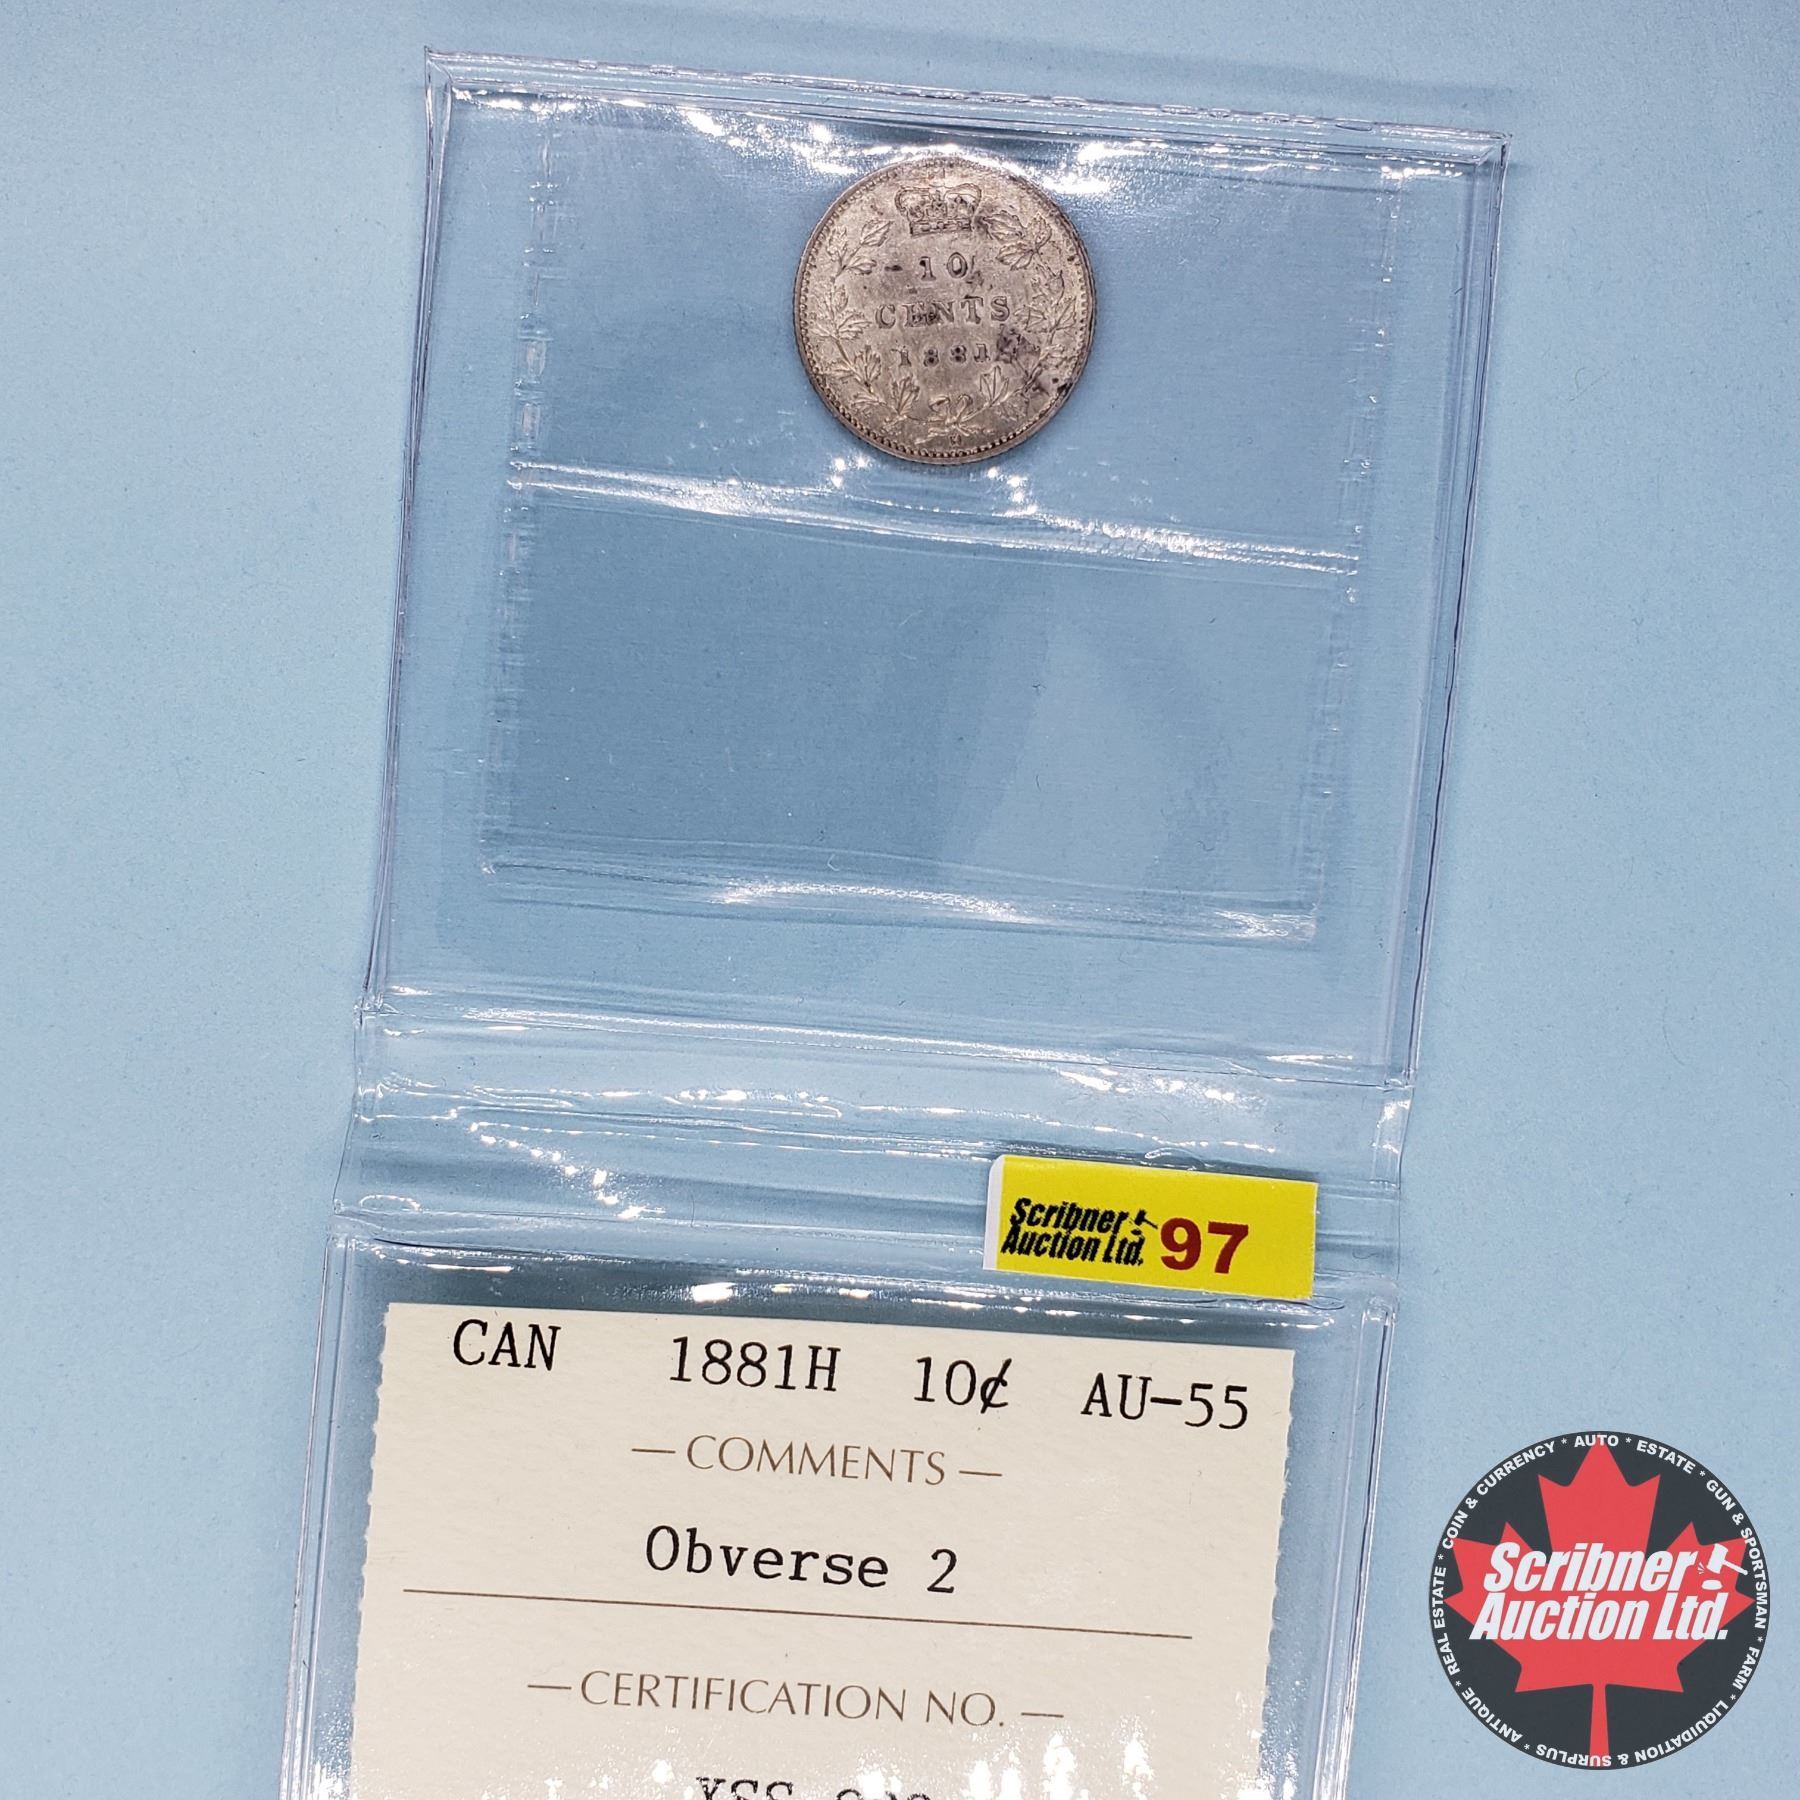 10
CENTS
1881
H
Scribner
Auction Ltd. 97
CAN 1881H 10¢ AU-55
—COMMENTS—
Obverse 2
—CERTIFICATION NO.—
XSS
COIN & CURRENCY * AUTO * ESTATE * GUN & SPORTSMAN * FARM * LIQUIDATION & SURPLUS * ANTIQUE * REAL ESTATE *
Scribner
Auction Ltd.